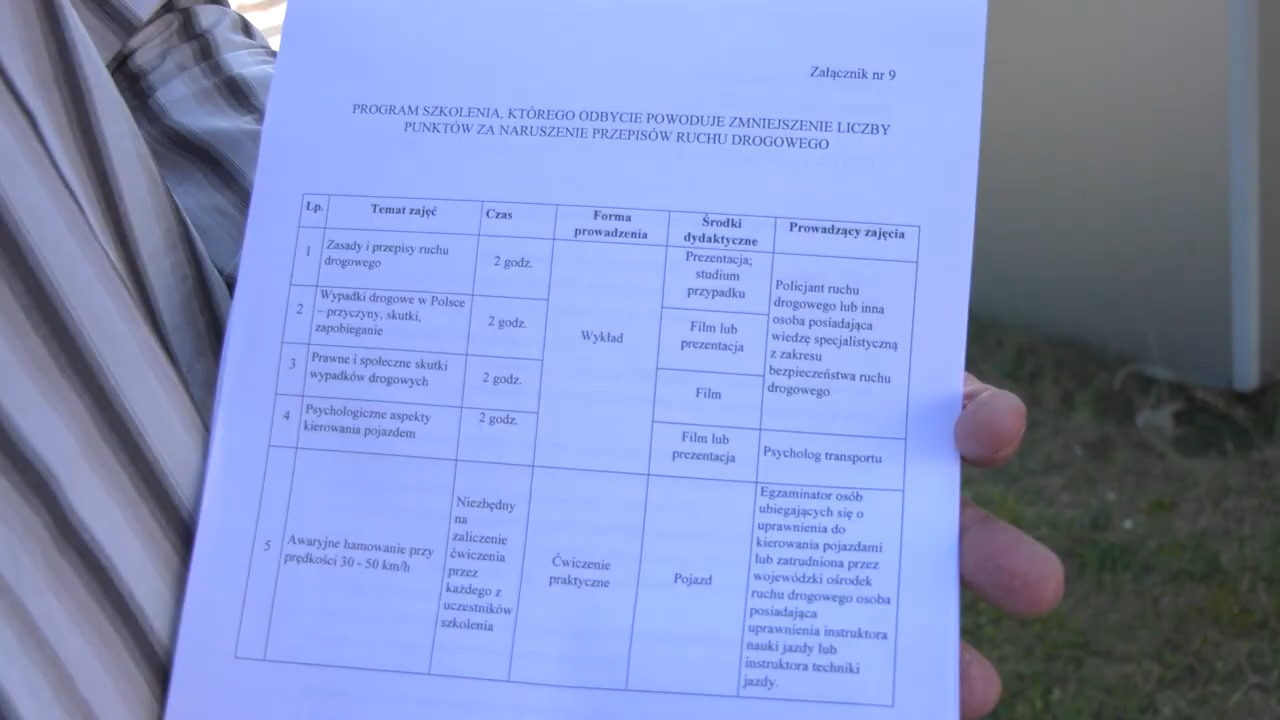 Załącznik nr 9
PROGRAM SZKOLENIA, KTÓREGO ODBYCIE POWODUJE ZMNIEJSZENIE LICZBY
PUNKTÓW ZA NARUSZENIE PRZEPISÓW RUCHU DROGOWEGO
Lp.
Temat zajęć
Czas
Forma
prowadzenia
Środki
dydaktyczne
Prowadzący zajęcia
1
Zasady i przepisy ruchu
drogowego
2 godz.
Wykład
Prezentacja;
studium
przypadku
Policjant ruchu
drogowego lub inna
osoba posiadająca
wiedzę specjalistyczną
z zakresu
bezpieczeństwa ruchu
drogowego
2
Wypadki drogowe w Polsce
– przyczyny, skutki,
zapobieganie
2 godz.
Film lub
prezentacja
3
Prawne i społeczne skutki
wypadków drogowych
2 godz.
Film
4
Psychologiczne aspekty
kierowania pojazdem
2 godz.
Film lub
prezentacja
Psycholog transportu
5
Awaryjne hamowanie przy
prędkości 30 - 50 km/h
Niezbędny
na
zaliczenie
ćwiczenia
przez
każdego z
uczestników
szkolenia
Ćwiczenie
praktyczne
Pojazd
Egzaminator osób
ubiegających się o
uprawnienia do
kierowania pojazdami
lub zatrudniona przez
wojewódzki ośrodek
ruchu drogowego osoba
posiadająca
uprawnienia instruktora
nauki jazdy lub
instruktora techniki
jazdy.